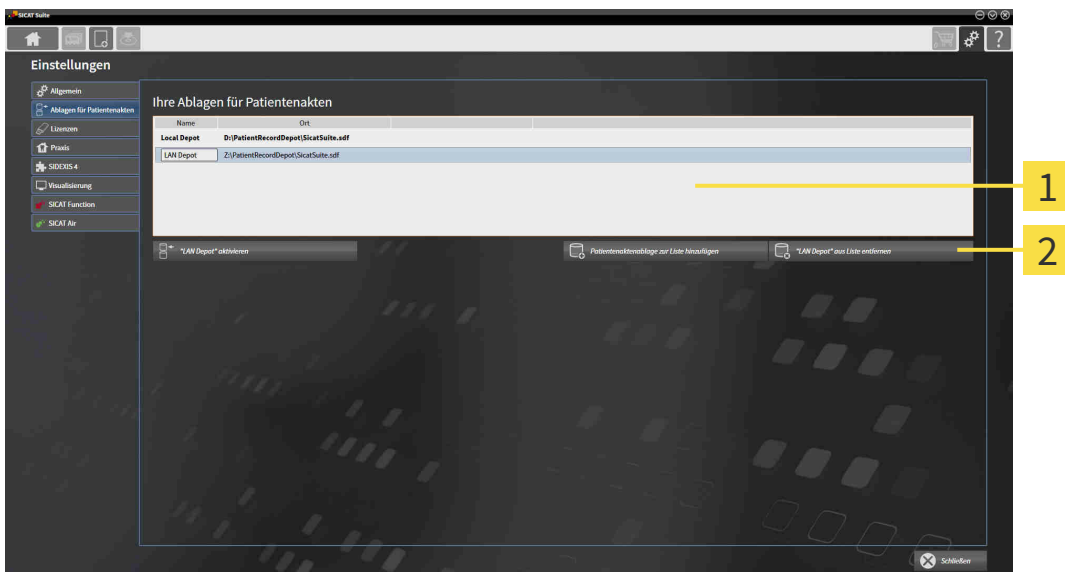 SICAT Suite
?
Einstellungen
Allgemein
Ablagen für Patientenakten
Lizenzen
Praxis
SIDEXIS 4
Visualisierung
SICAT Function
SICAT Air
Ihre Ablagen für Patientenakten
Name Ort
Local Depot D:\PatientRecordDepot\SicatSuite.sdf
LAN Depot Z:\PatientRecordDepot\SicatSuite.sdf
1
"LAN Depot" aktivieren Patientenaktenablage zur Liste hinzufügen "LAN Depot" aus Liste entfernen
2
Schließen